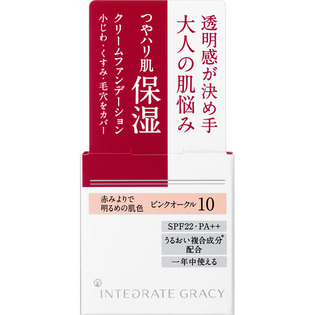 透明感が決め手
大人の肌悩み
つやハリ肌
保湿
クリームファンデーション
小じわ・くすみ・毛穴をカバー
赤みよりで
明るめの肌色
ピンクオークル10
SPF22・PA++
うるおい複合成分*
配合
一年中使える
INTEGRATE GRACY